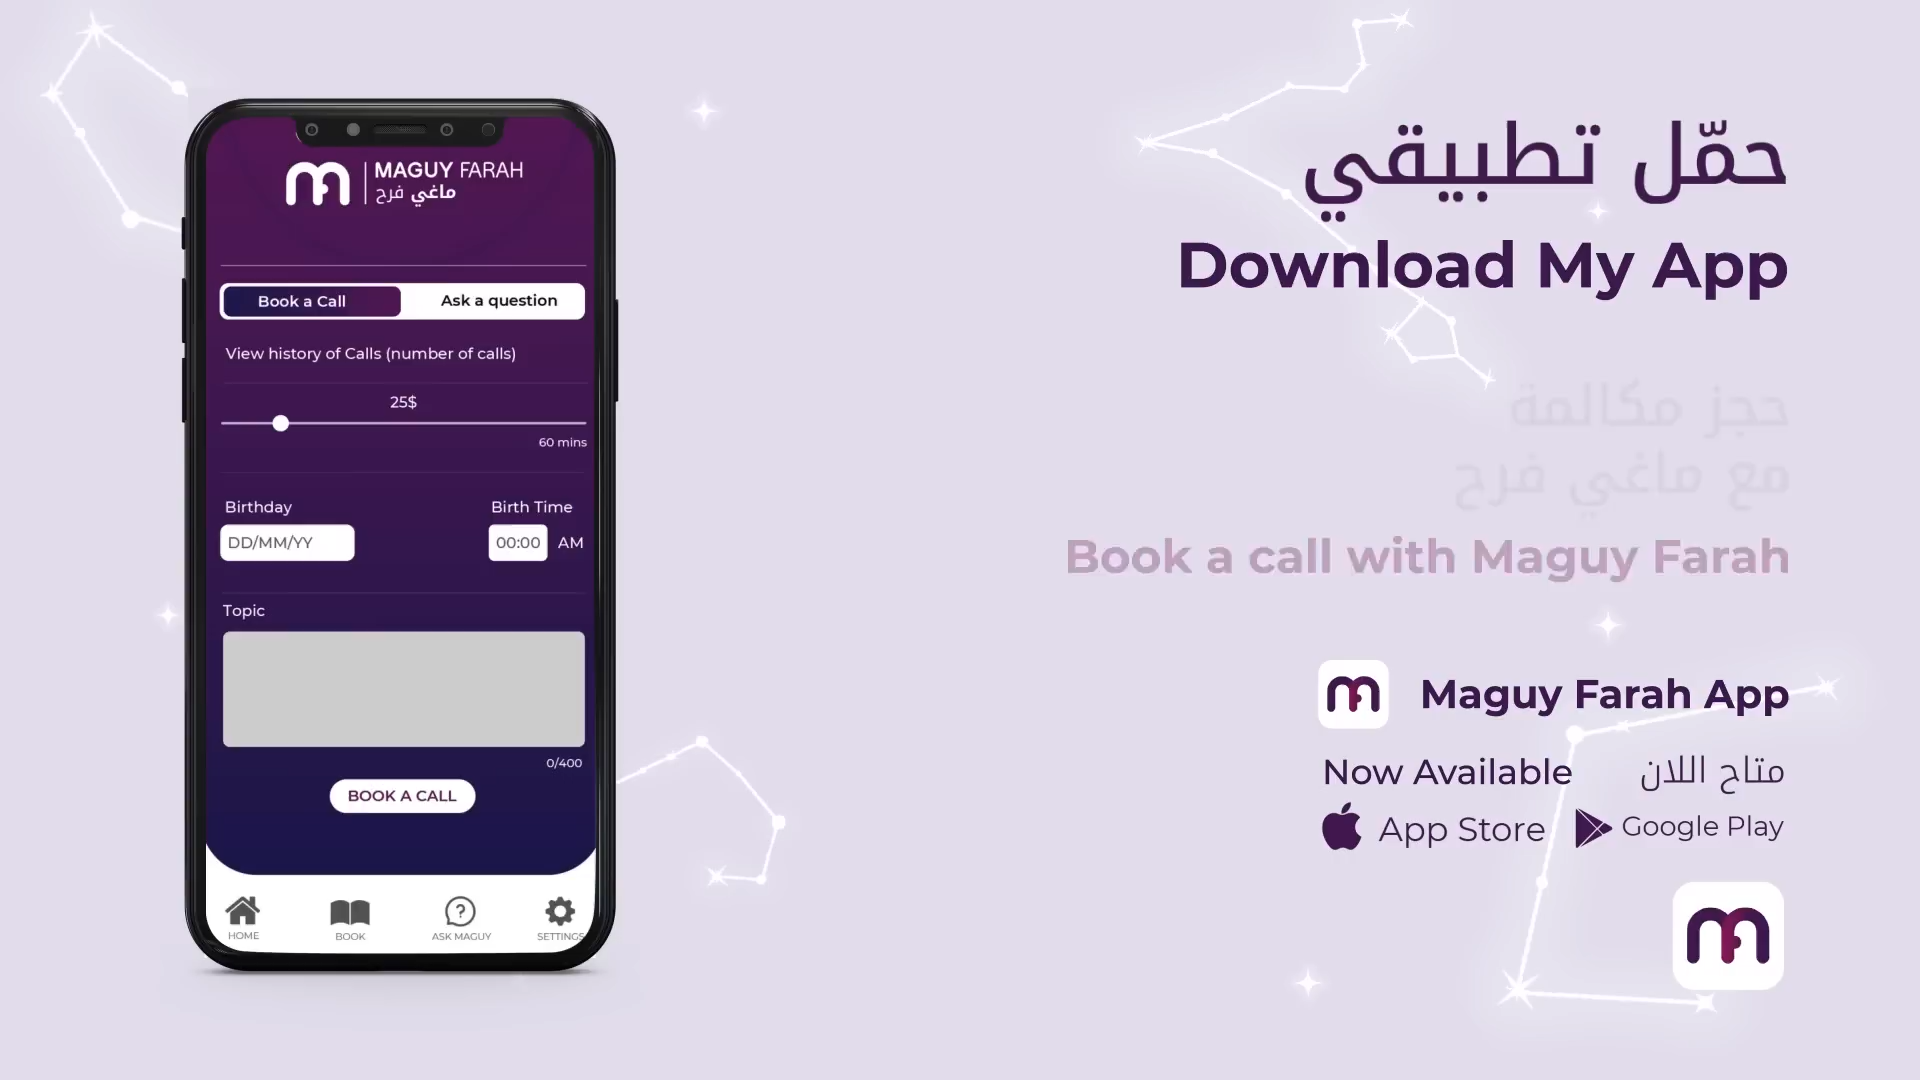 MAGUY FARAH
ماغي فرح
Book a Call
Ask a question
View history of Calls (number of calls)
25$
60 mins
Birthday
Birth Time
DD/MM/YY
00:00
AM
Topic
0/400
BOOK A CALL
HOME
BOOK
ASK MAGUY
SETTINGS
حمّل تطبيقي
Download My App
حجز مكالمة
مع ماغي فرح
Book a call with Maguy Farah
Maguy Farah App
Now Available
متاح اللان
App Store
Google Play